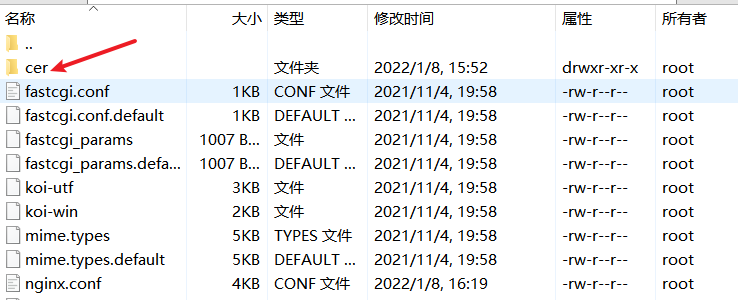 名称 大小 类型 修改时间 属性 所有者
..
cer 文件夹 2022/1/8, 15:52 drwxr-xr-x root
fastcgi.conf 1KB CONF 文件 2021/11/4, 19:58 -rw-r--r-- root
fastcgi.conf.default 1KB DEFAULT ... 2021/11/4, 19:58 -rw-r--r-- root
fastcgi_params 1007 B... 文件 2021/11/4, 19:58 -rw-r--r-- root
fastcgi_params.defa... 1007 B... DEFAULT ... 2021/11/4, 19:58 -rw-r--r-- root
koi-utf 3KB 文件 2021/11/4, 19:58 -rw-r--r-- root
koi-win 2KB 文件 2021/11/4, 19:58 -rw-r--r-- root
mime.types 5KB TYPES 文件 2021/11/4, 19:58 -rw-r--r-- root
mime.types.default 5KB DEFAULT ... 2021/11/4, 19:58 -rw-r--r-- root
nginx.conf 4KB CONF 文件 2022/1/8, 16:19 -rw-r--r-- root